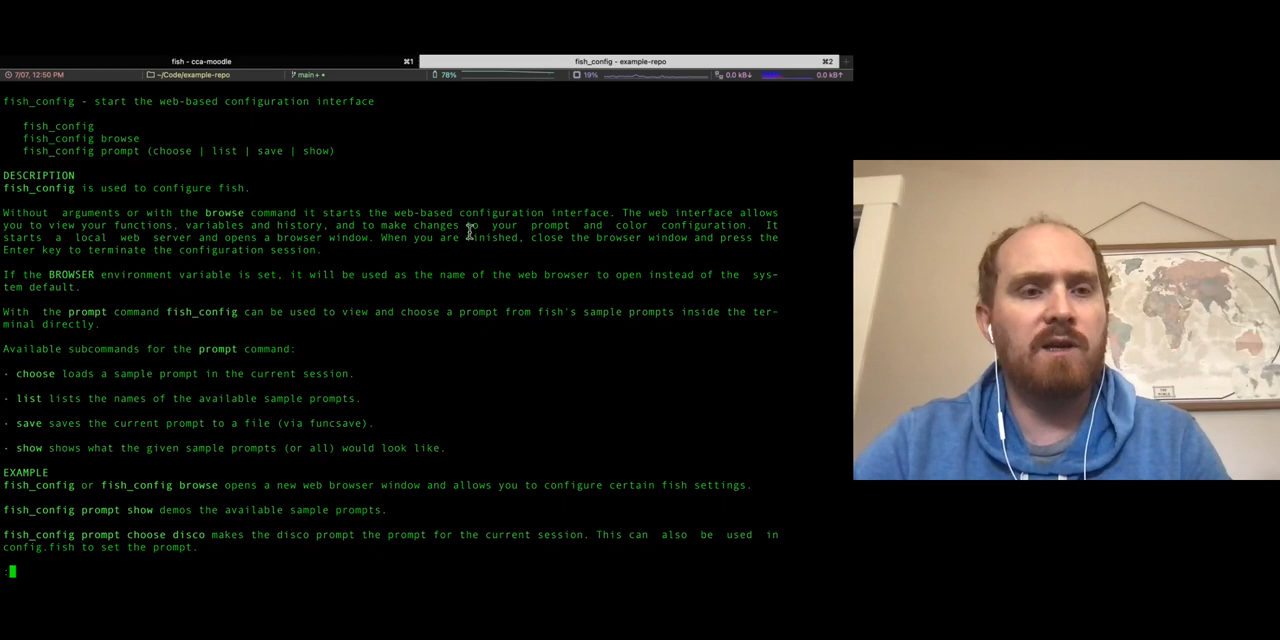 fish - cca-moodle ⌘1 fish_config - example-repo ⌘2 +
7/07, 12:50 PM ~/Code/example-repo main+• 78% 19% 0.0 kB↓ 0.0 kB↑
fish_config - start the web-based configuration interface
fish_config
fish_config browse
fish_config prompt (choose | list | save | show)
DESCRIPTION
fish_config is used to configure fish.
Without arguments or with the browse command it starts the web-based configuration interface. The web interface allows
you to view your functions, variables and history, and to make changes to your prompt and color configuration. It
starts a local web server and opens a browser window. When you are finished, close the browser window and press the
Enter key to terminate the configuration session.
If the BROWSER environment variable is set, it will be used as the name of the web browser to open instead of the sys-
tem default.
With the prompt command fish_config can be used to view and choose a prompt from fish's sample prompts inside the ter-
minal directly.
Available subcommands for the prompt command:
· choose loads a sample prompt in the current session.
· list lists the names of the available sample prompts.
· save saves the current prompt to a file (via funcsave).
· show shows what the given sample prompts (or all) would look like.
EXAMPLE
fish_config or fish_config browse opens a new web browser window and allows you to configure certain fish settings.
fish_config prompt show demos the available sample prompts.
fish_config prompt choose disco makes the disco prompt the prompt for the current session. This can also be used in
config.fish to set the prompt.
: